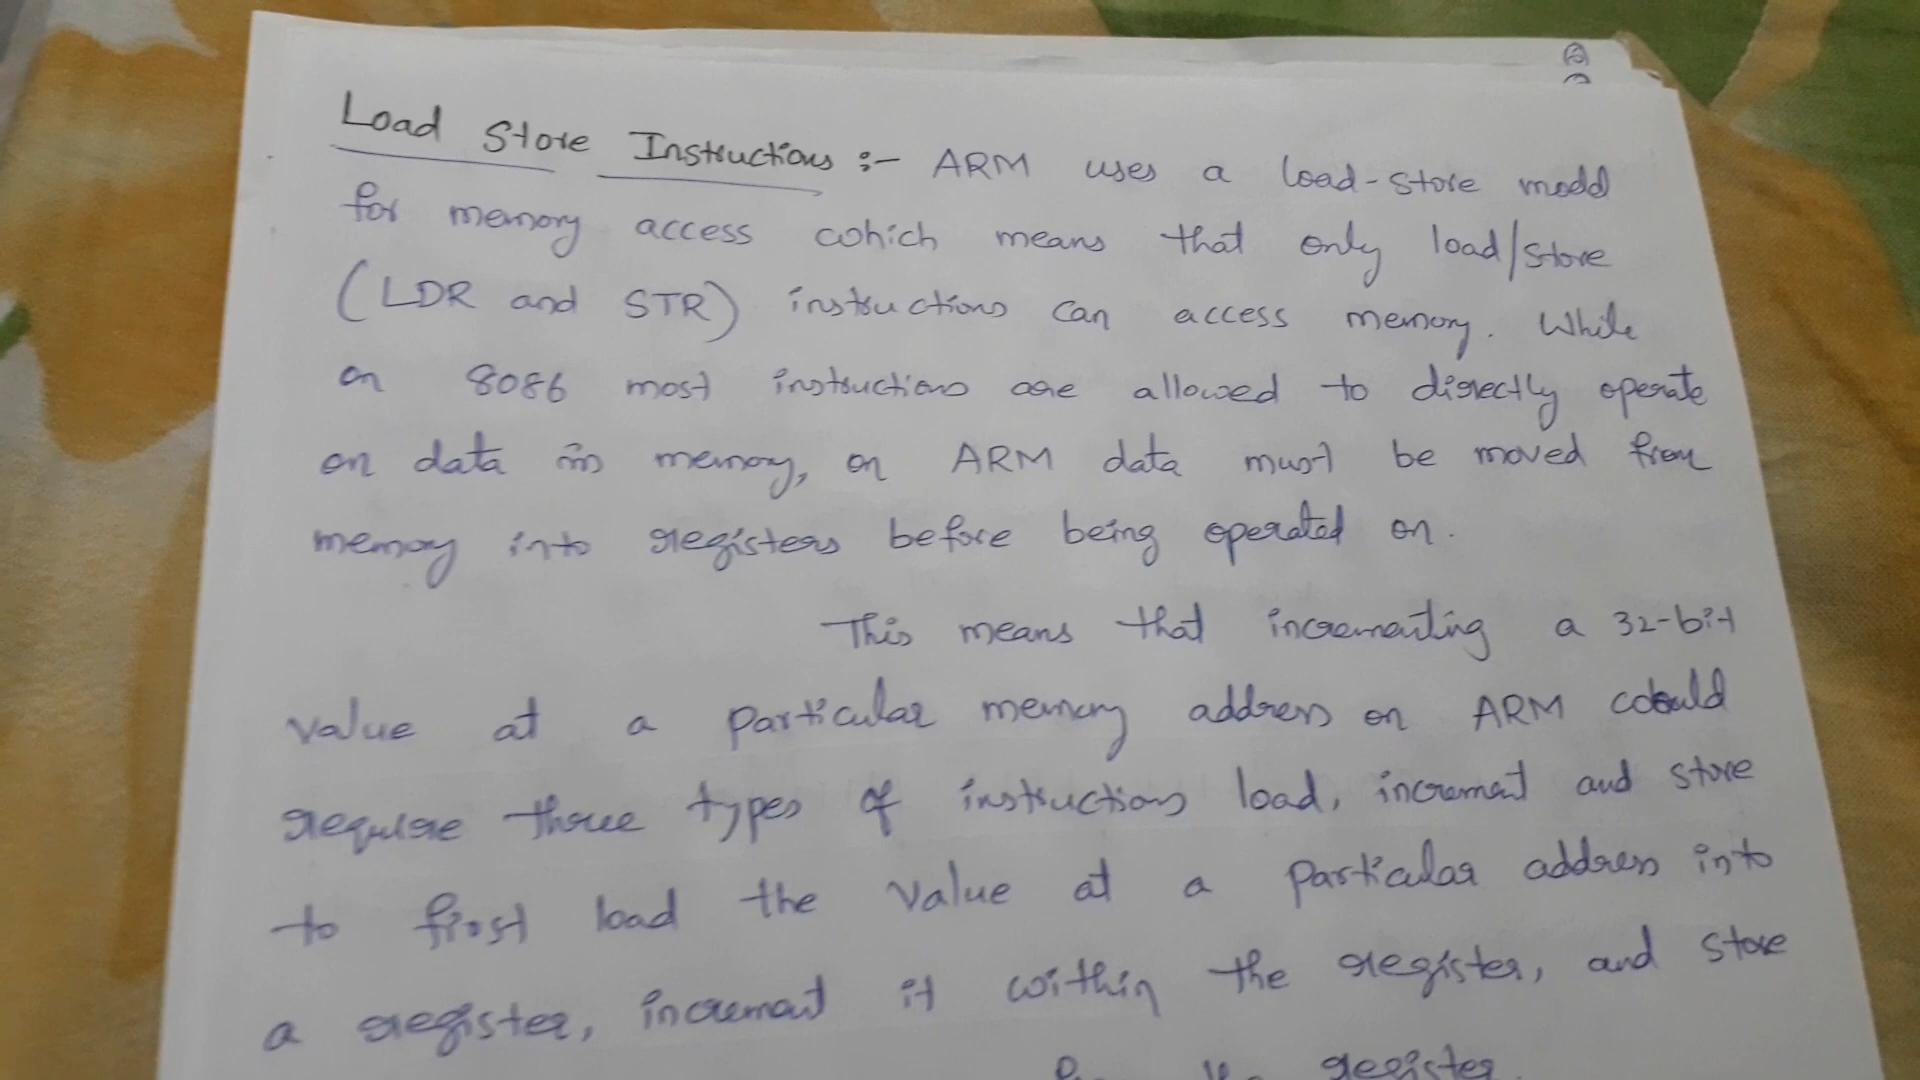 Load Store Instructions :- ARM uses a load-store model
for memory access which means that only load/store
(LDR and STR) instructions can access memory. While
on 8086 most instructions are allowed to directly operate
on data in memory, on ARM data must be moved from
memory into registers before being operated on.
This means that incrementing a 32-bit
value at a particular memory address on ARM could
require three types of instructions load, increment and store
to first load the value at a particular address into
a register, increment it within the register, and store
register.